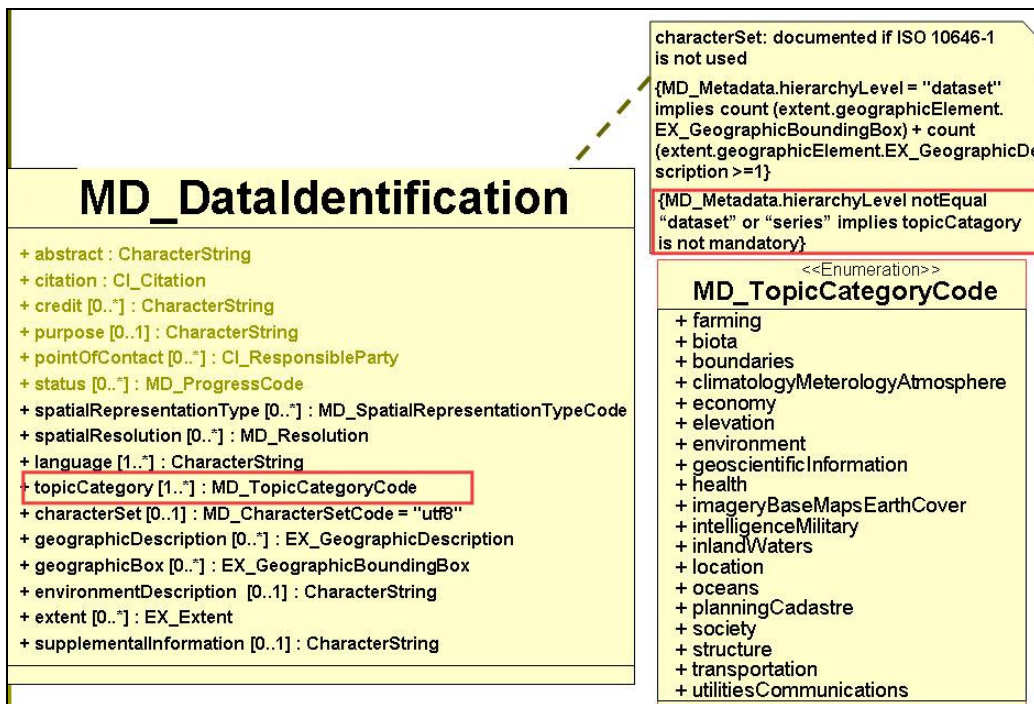 characterSet: documented if ISO 10646-1
is not used
{MD_Metadata.hierarchyLevel = "dataset"
implies count (extent.geographicElement.
EX_GeographicBoundingBox) + count
(extent.geographicElement.EX_GeographicDe
scription >=1}
{MD_Metadata.hierarchyLevel notEqual
“dataset” or “series” implies topicCatagory
is not mandatory}
MD_DataIdentification
+ abstract : CharacterString
+ citation : CI_Citation
+ credit [0..*] : CharacterString
+ purpose [0..1] : CharacterString
+ pointOfContact [0..*] : CI_ResponsibleParty
+ status [0..*] : MD_ProgressCode
+ spatialRepresentationType [0..*] : MD_SpatialRepresentationTypeCode
+ spatialResolution [0..*] : MD_Resolution
+ language [1..*] : CharacterString
+ topicCategory [1..*] : MD_TopicCategoryCode
+ characterSet [0..1] : MD_CharacterSetCode = "utf8"
+ geographicDescription [0..*] : EX_GeographicDescription
+ geographicBox [0..*] : EX_GeographicBoundingBox
+ environmentDescription [0..1] : CharacterString
+ extent [0..*] : EX_Extent
+ supplementalInformation [0..1] : CharacterString
<<Enumeration>>
MD_TopicCategoryCode
+ farming
+ biota
+ boundaries
+ climatologyMeterologyAtmosphere
+ economy
+ elevation
+ environment
+ geoscientificInformation
+ health
+ imageryBaseMapsEarthCover
+ intelligenceMilitary
+ inlandWaters
+ location
+ oceans
+ planningCadastre
+ society
+ structure
+ transportation
+ utilitiesCommunications